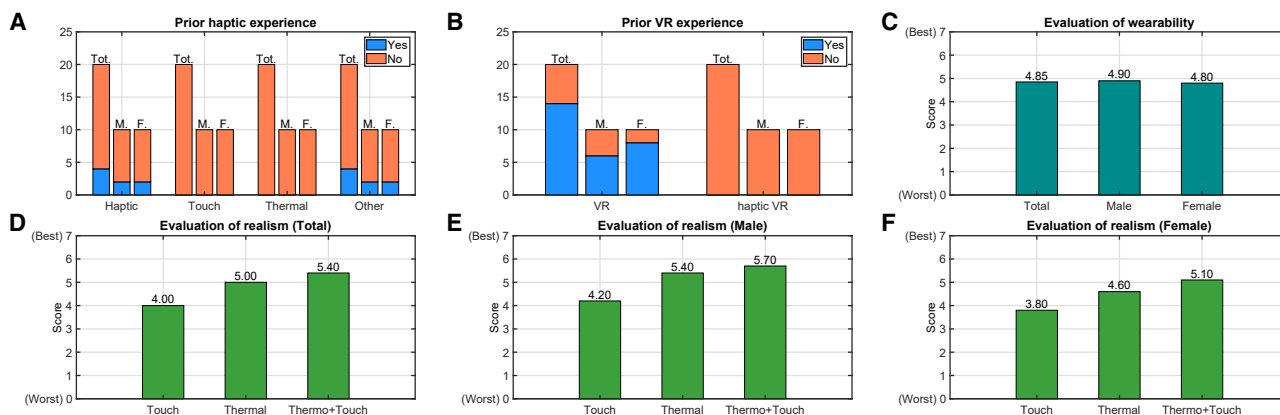 A
Prior haptic experience
25
20
15
10
5
0
Tot.
M.
F.
Tot.
M.
F.
Tot.
M.
F.
Tot.
M.
F.
Yes
No
Haptic
Touch
Thermal
Other
B
Prior VR experience
25
20
15
10
5
0
Tot.
M.
F.
Tot.
M.
F.
Yes
No
VR
haptic VR
C
Evaluation of wearability
(Best) 7
6
5
4
3
2
1
(Worst) 0
Score
4.85
4.90
4.80
Total
Male
Female
D
Evaluation of realism (Total)
(Best) 7
6
5
4
3
2
1
(Worst) 0
Score
4.00
5.00
5.40
Touch
Thermal
Thermo+Touch
E
Evaluation of realism (Male)
(Best) 7
6
5
4
3
2
1
(Worst) 0
Score
4.20
5.40
5.70
Touch
Thermal
Thermo+Touch
F
Evaluation of realism (Female)
(Best) 7
6
5
4
3
2
1
(Worst) 0
Score
3.80
4.60
5.10
Touch
Thermal
Thermo+Touch